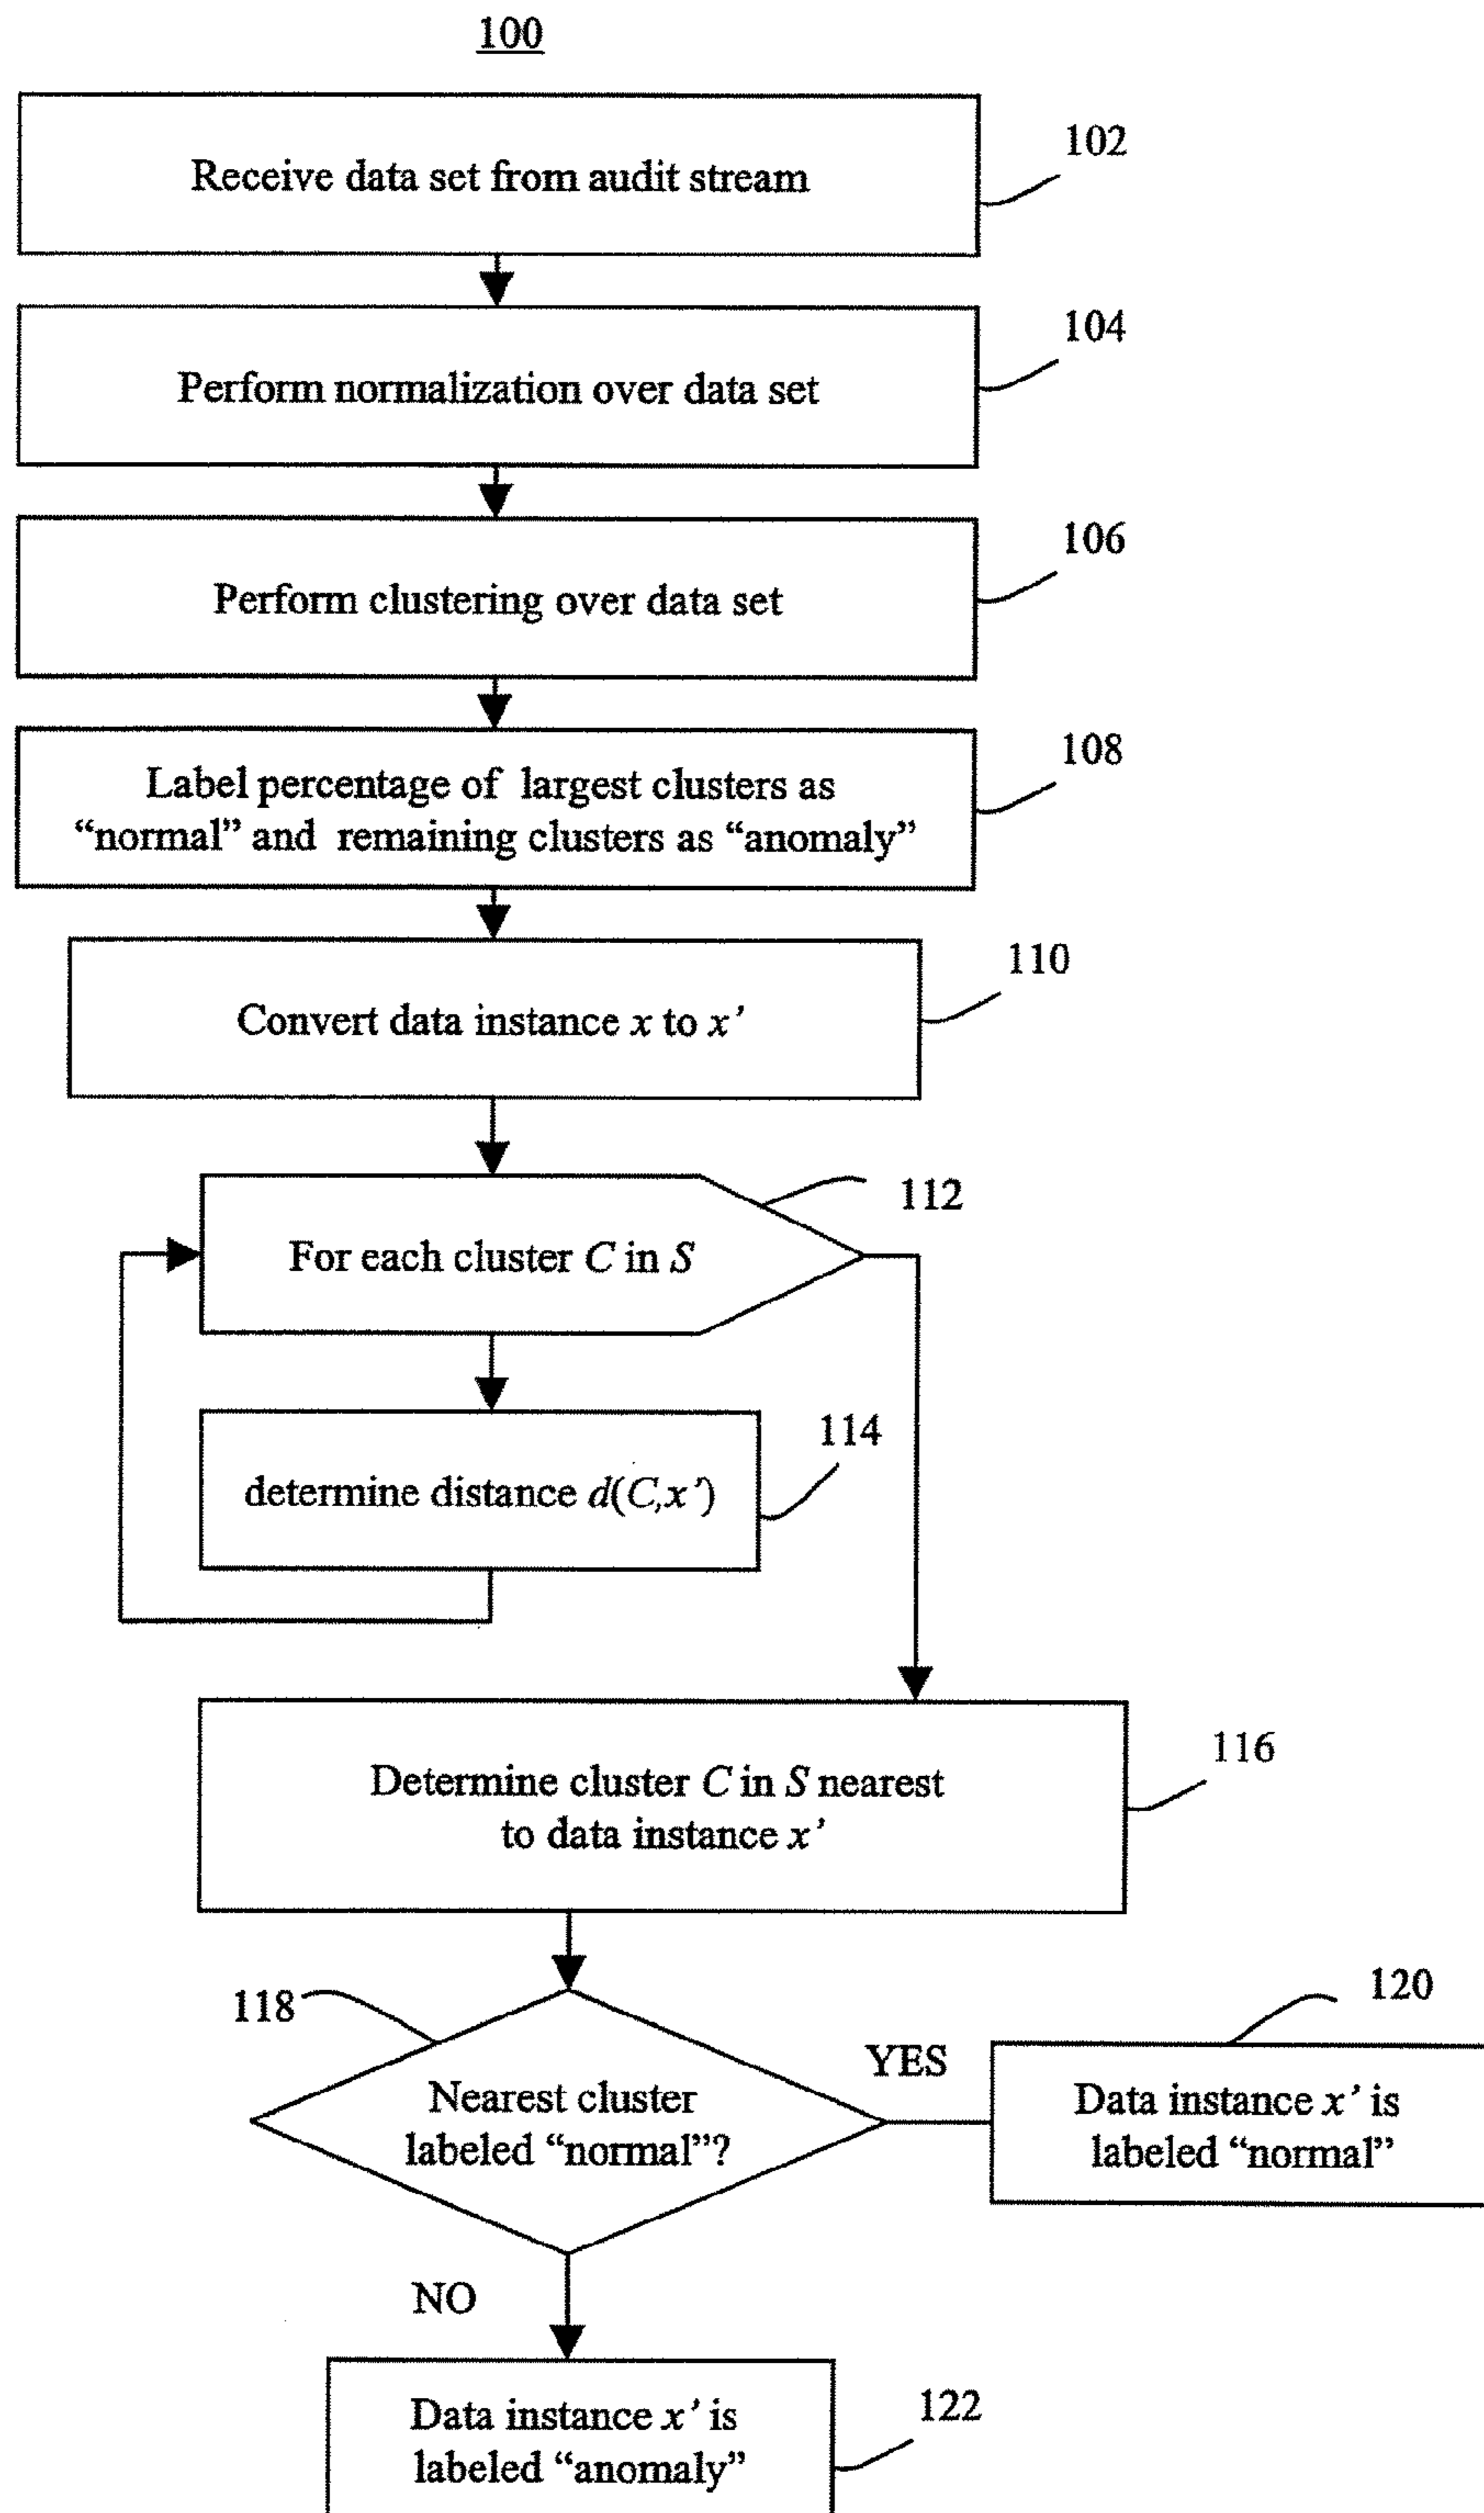 100
Receive data set from audit stream
102
Perform normalization over data set
104
Perform clustering over data set
106
Label percentage of largest clusters as
“normal” and remaining clusters as “anomaly”
108
Convert data instance x to x’
110
For each cluster C in S
112
determine distance d(C,x’)
114
Determine cluster C in S nearest
to data instance x’
116
118
Nearest cluster
labeled “normal”?
YES
120
Data instance x’ is
labeled “normal”
NO
Data instance x’ is
labeled “anomaly”
122